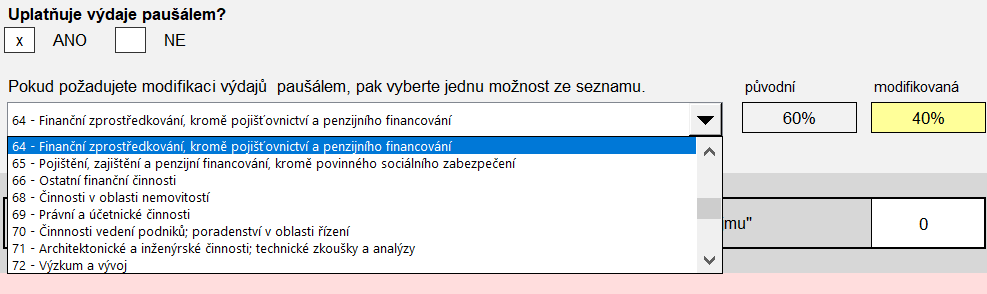 Uplatňuje výdaje paušálem?
x ANO NE
Pokud požadujete modifikaci výdajů paušálem, pak vyberte jednu možnost ze seznamu.
původní modifikovaná
64 - Finanční zprostředkování, kromě pojišťovnictví a penzijního financování
60% 40%
64 - Finanční zprostředkování, kromě pojišťovnictví a penzijního financování
65 - Pojištění, zajištění a penzijní financování, kromě povinného sociálního zabezpečení
66 - Ostatní finanční činnosti
68 - Činnosti v oblasti nemovitostí
69 - Právní a účetnické činnosti
70 - Činnnosti vedení podniků; poradenství v oblasti řízení
71 - Architektonické a inženýrské činnosti; technické zkoušky a analýzy
72 - Výzkum a vývoj
mu" 0